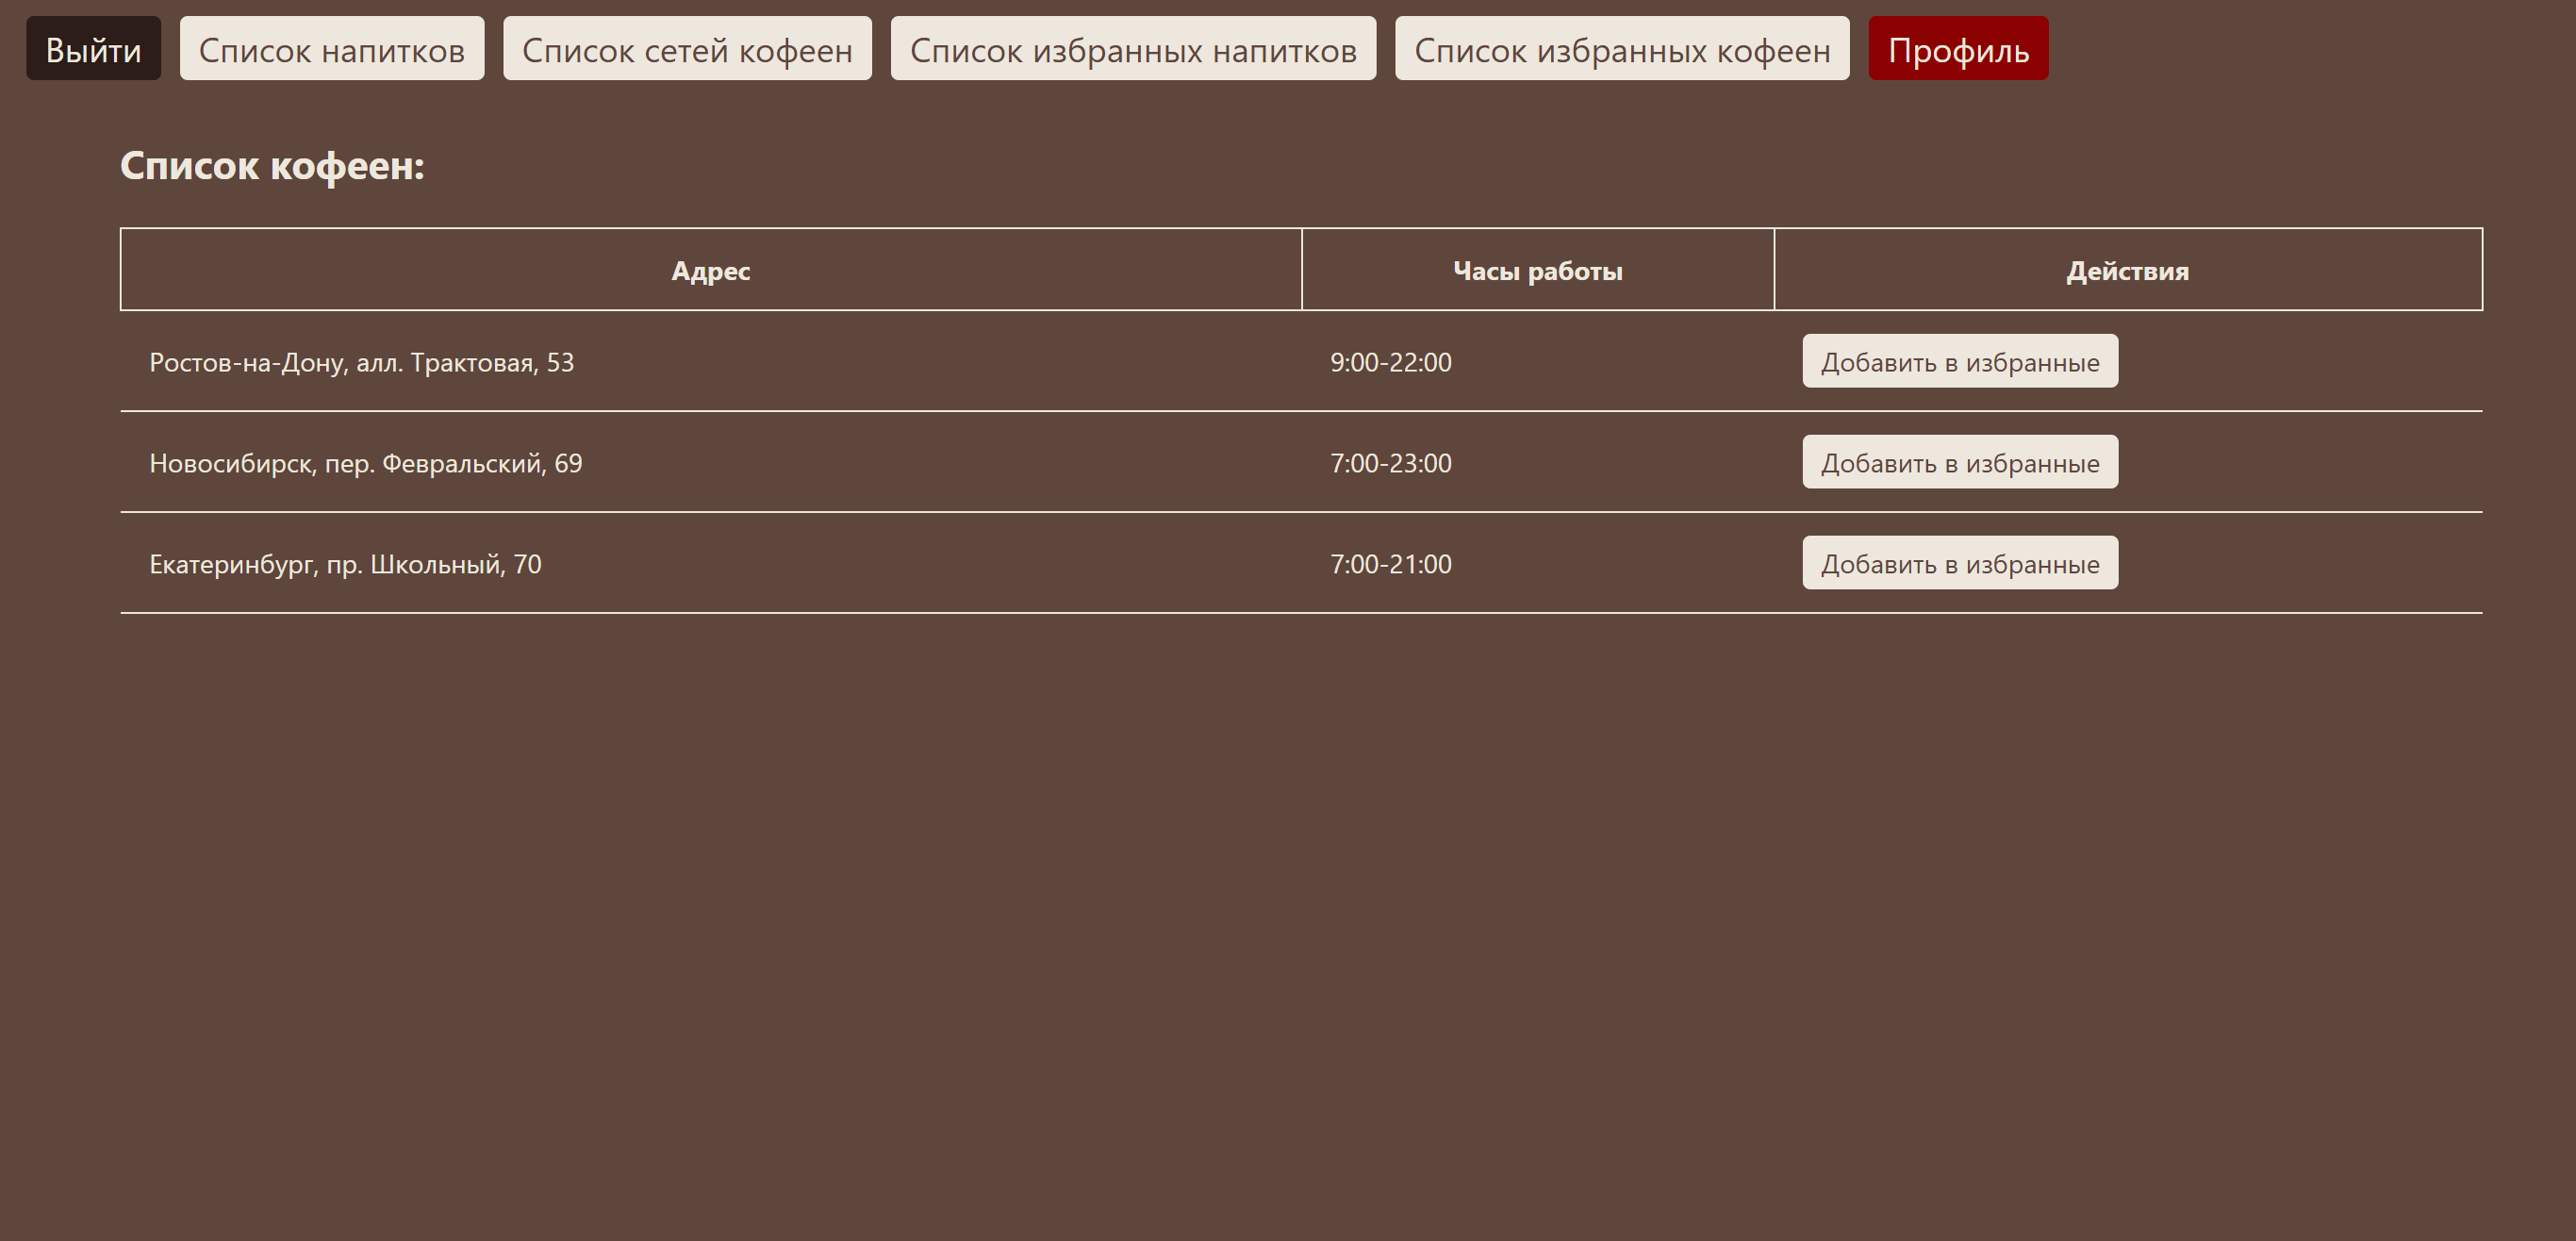 Выйти Список напитков Список сетей кофеен Список избранных напитков Список избранных кофеен Профиль
Список кофеен:
Адрес Часы работы Действия
Ростов-на-Дону, алл. Трактовая, 53 9:00-22:00 Добавить в избранные
Новосибирск, пер. Февральский, 69 7:00-23:00 Добавить в избранные
Екатеринбург, пр. Школьный, 70 7:00-21:00 Добавить в избранные